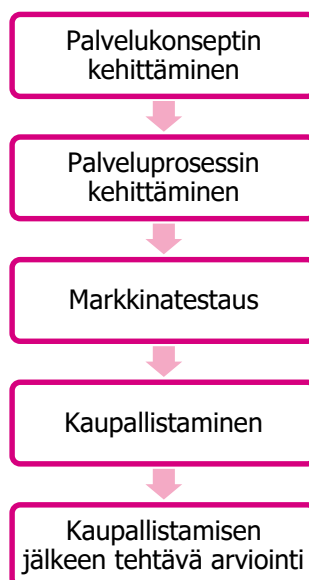 Palvelukonseptin
kehittäminen
Palveluprosessin
kehittäminen
Markkinatestaus
Kaupallistaminen
Kaupallistamisen
jälkeen tehtävä arviointi